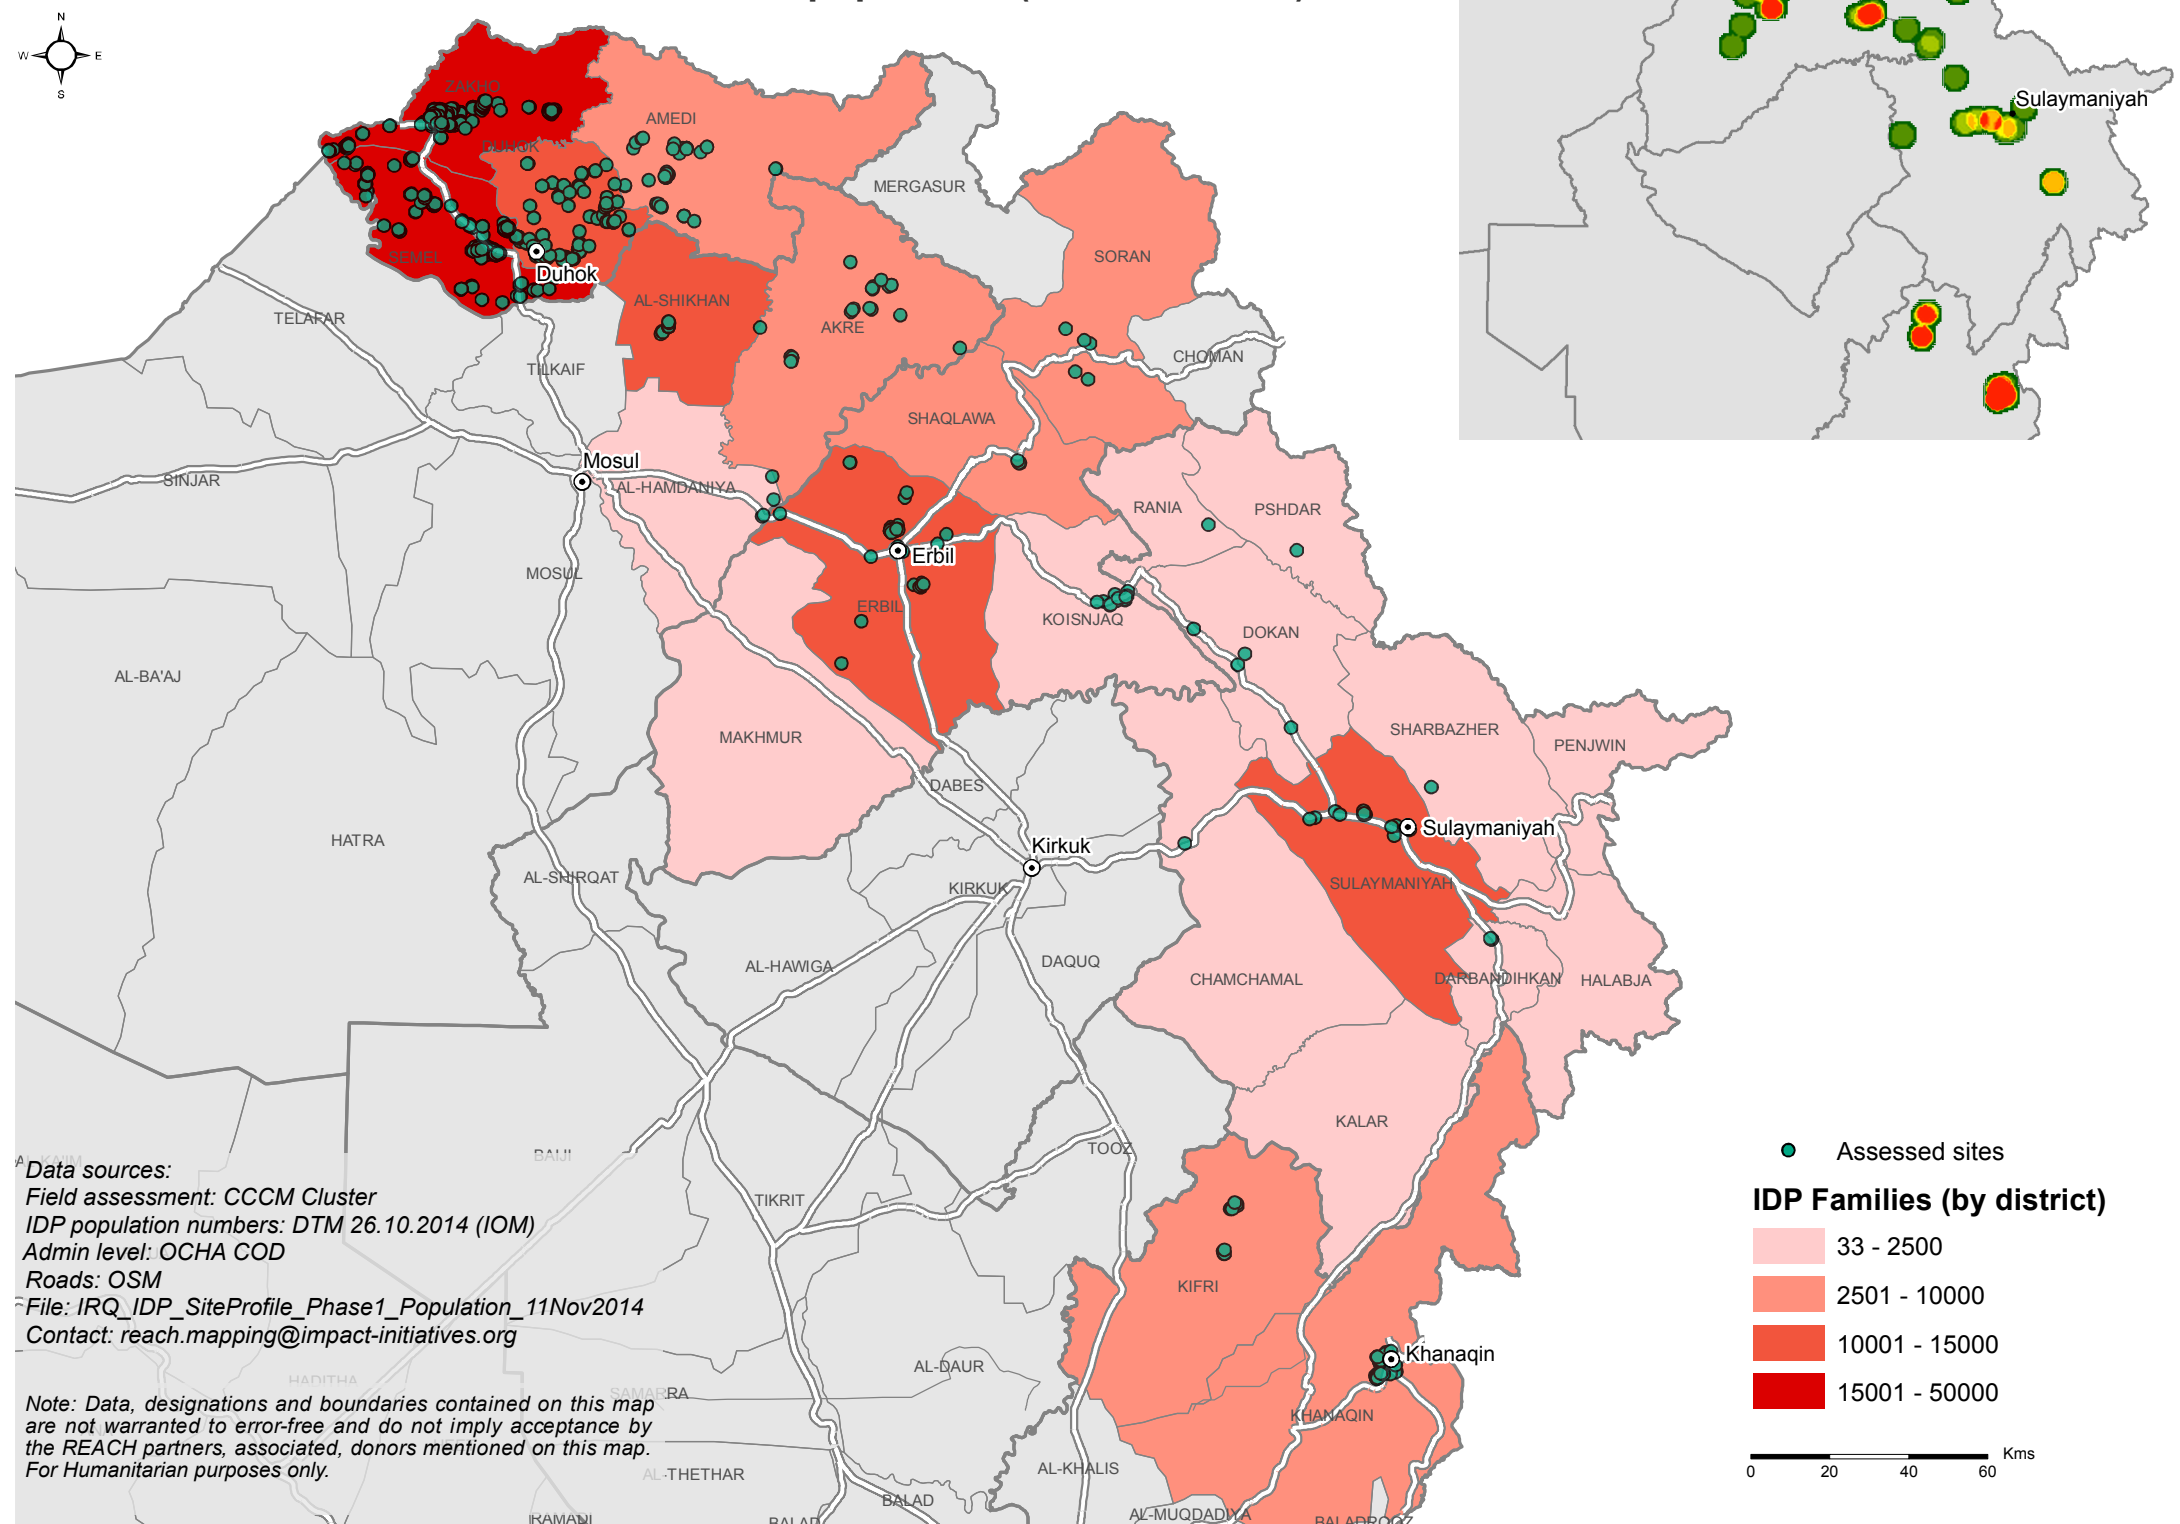 N
W
E
S
Sulaymaniyah
ZAKHO
AMEDI
DUHOK
MERGASUR
SEMEL
Duhok
SORAN
AL-SHIKHAN
TELAFAR
AKRE
CHOMAN
TILKAIF
SHAQLAWA
Mosul
SINJAR
AL-HAMDANIYA
RANIA
PSHDAR
Erbil
MOSUL
ERBIL
KOISNJAQ
DOKAN
AL-BA'AJ
MAKHMUR
SHARBAZHER
PENJWIN
DABES
HATRA
Kirkuk
Sulaymaniyah
AL-SHIRQAT
KIRKUK
SULAYMANIYAH
AL-HAWIGA
DAQUQ
CHAMCHAMAL
DARBANDIHKAN
HALABJA
KALAR
BAIJI
TOOZ
TIKRIT
KIFRI
AL-DAUR
Khanaqin
HADITHA
SAMARRA
KHANAQIN
AL-THETHAR
AL-KHALIS
BALAD
AL-MUQDADIYA
RAMADI
BALAD
BALADROOZ
Data sources:
Field assessment: CCCM Cluster
IDP population numbers: DTM 26.10.2014 (IOM)
Admin level: OCHA COD
Roads: OSM
File: IRQ_IDP_SiteProfile_Phase1_Population_11Nov2014
Contact: reach.mapping@impact-initiatives.org
Note: Data, designations and boundaries contained on this map
are not warranted to error-free and do not imply acceptance by
the REACH partners, associated, donors mentioned on this map.
For Humanitarian purposes only.
Assessed sites
IDP Families (by district)
33 - 2500
2501 - 10000
10001 - 15000
15001 - 50000
Kms
0 20 40 60